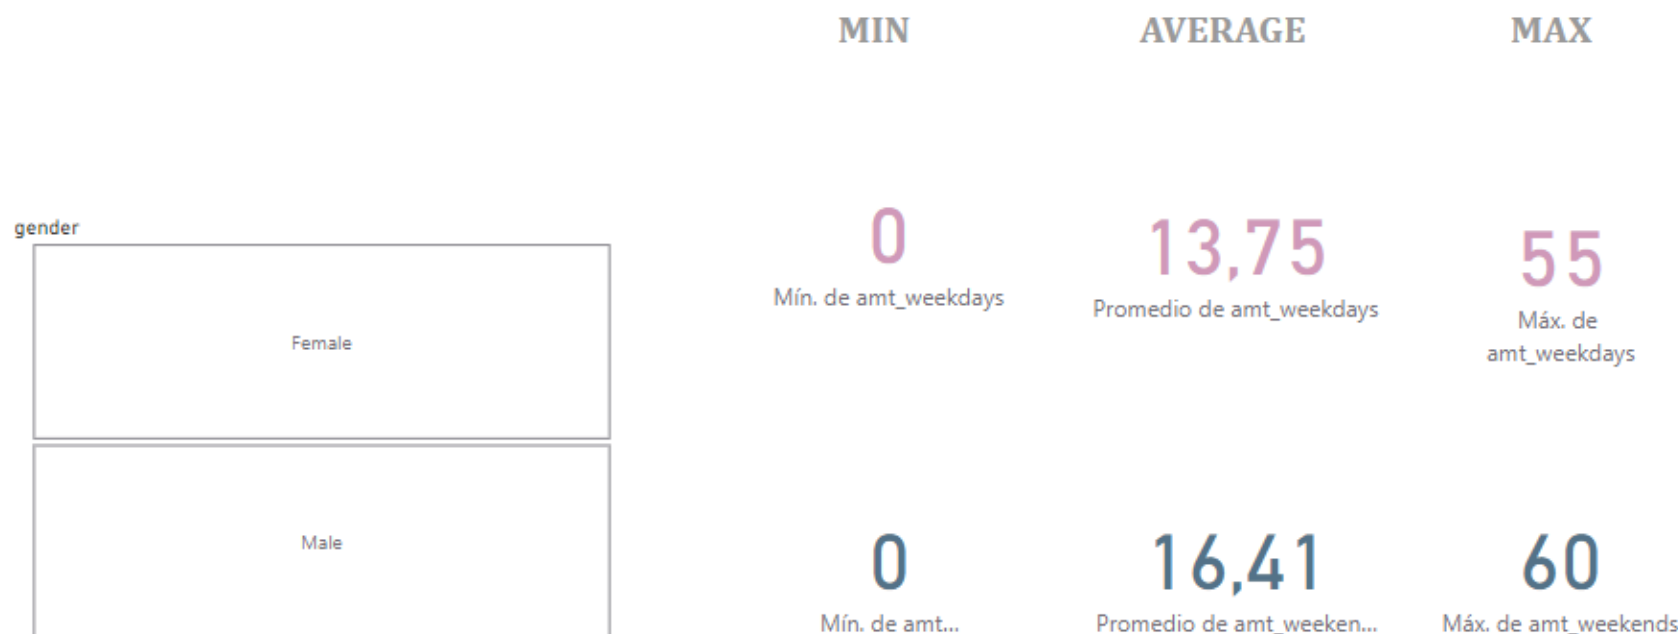 MIN
AVERAGE
MAX
gender
Female
Male
0
Mín. de amt_weekdays
13,75
Promedio de amt_weekdays
55
Máx. de
amt_weekdays
0
Mín. de amt...
16,41
Promedio de amt_weeken...
60
Máx. de amt_weekends